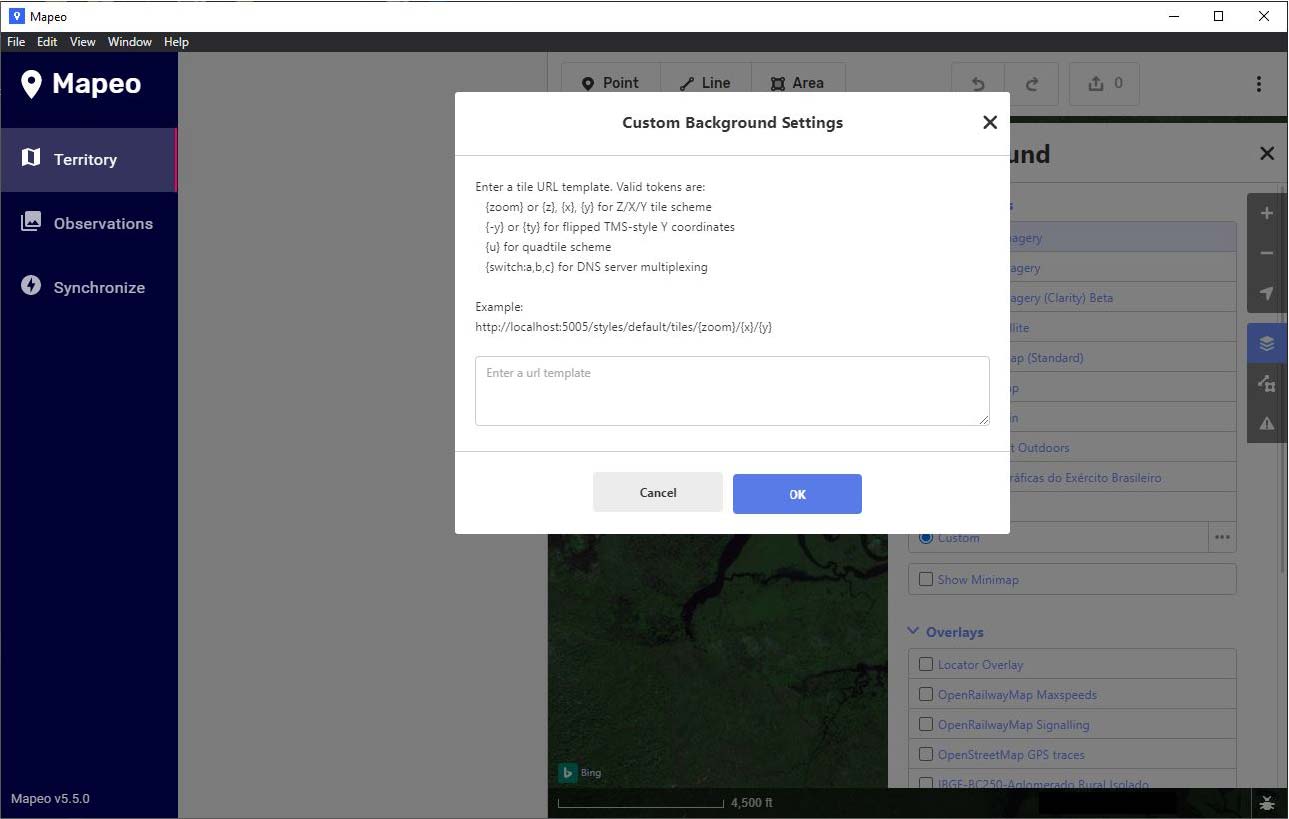 Mapeo
File Edit View Window Help
Mapeo
Territory
Observations
Synchronize
Mapeo v5.5.0
Point Line Area 0
Custom Background Settings
Enter a tile URL template. Valid tokens are:
{zoom} or {z}, {x}, {y} for Z/X/Y tile scheme
{-y} or {ty} for flipped TMS-style Y coordinates
{u} for quadtile scheme
{switch:a,b,c} for DNS server multiplexing
Example:
http://localhost:5005/styles/default/tiles/{zoom}/{x}/{y}
Enter a url template
Cancel OK
und
s
agery
agery
agery (Clarity) Beta
llite
ap (Standard)
ap
in
t Outdoors
ráficas do Exército Brasileiro
Custom
Show Minimap
Overlays
Locator Overlay
OpenRailwayMap Maxspeeds
OpenRailwayMap Signalling
OpenStreetMap GPS traces
IBGE-BC250-Aglomerado Rural Isolado
Bing
4,500 ft